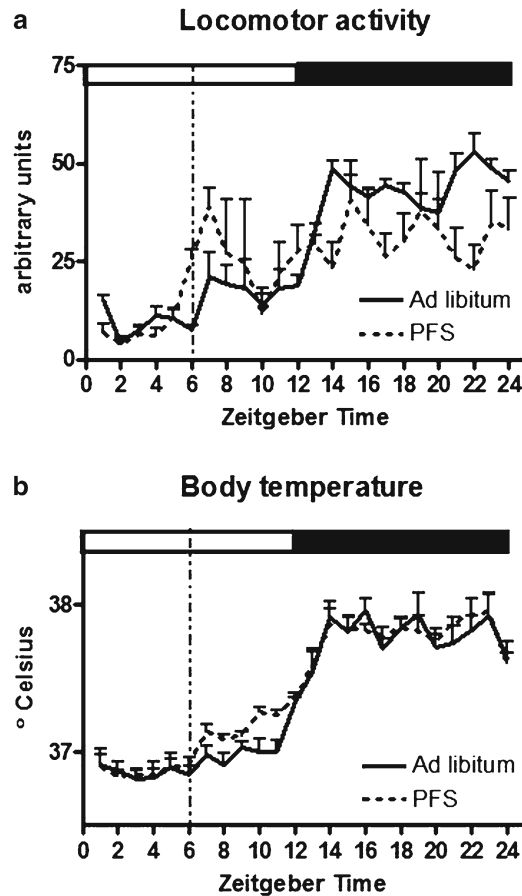 a Locomotor activity
75
50
25
0
arbitrary units
Ad libitum
PFS
0 2 4 6 8 10 12 14 16 18 20 22 24
Zeitgeber Time
b Body temperature
38
37
º Celsius
Ad libitum
PFS
0 2 4 6 8 10 12 14 16 18 20 22 24
Zeitgeber Time